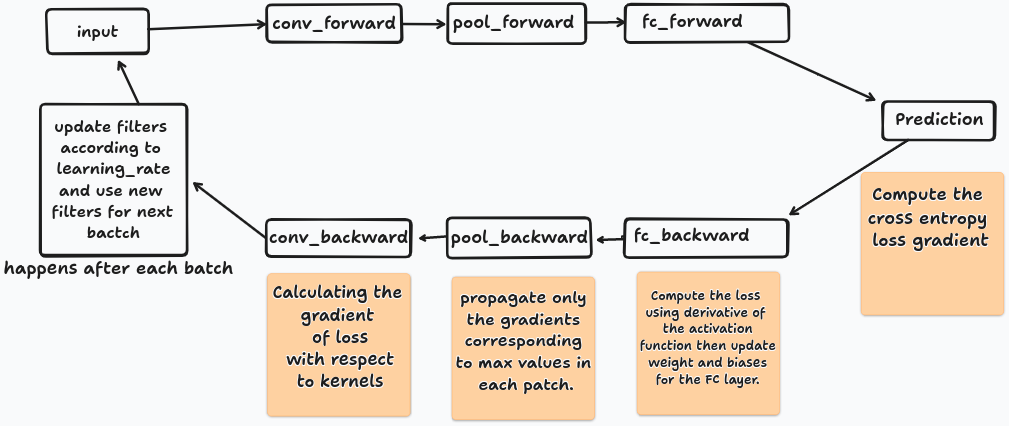 input
conv_forward
pool_forward
fc_forward
Prediction
Compute the
cross entropy
loss gradient
fc_backward
Compute the loss
using derivative of
the activation
function then update
weight and biases
for the FC layer.
pool_backward
propagate only
the gradients
corresponding
to max values in
each patch.
conv_backward
Calculating the
gradient
of loss
with respect
to kernels
update filters
according to
learning_rate
and use new
filters for next
bactch
happens after each batch